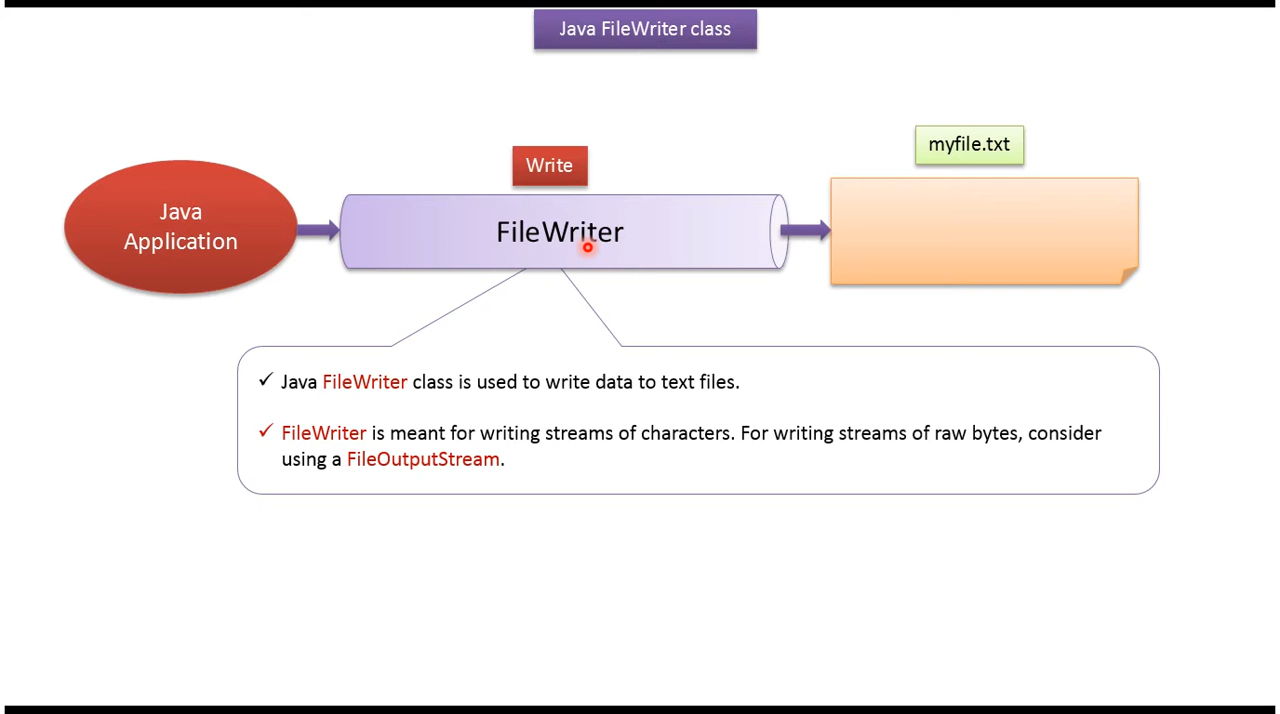 Java FileWriter class
Write
myfile.txt
Java
Application
FileWriter
✓ Java FileWriter class is used to write data to text files.
✓ FileWriter is meant for writing streams of characters. For writing streams of raw bytes, consider
using a FileOutputStream.